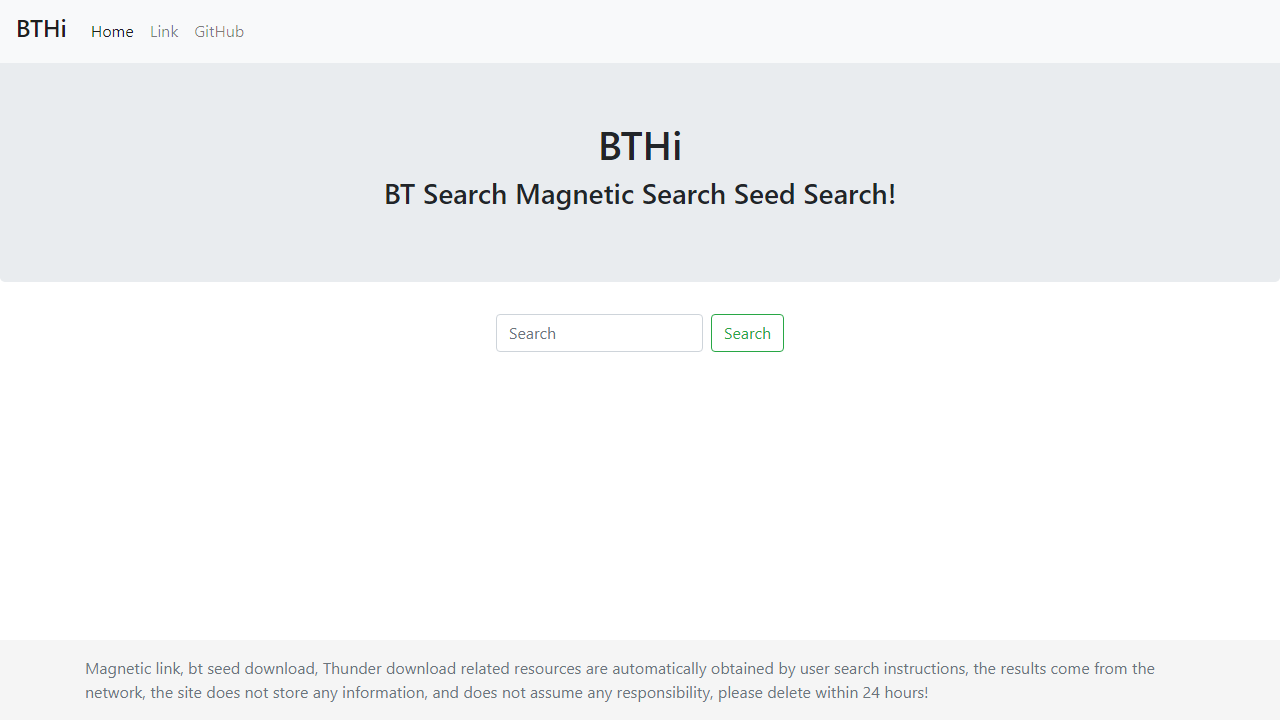 BTHi Home Link GitHub
BTHi
BT Search Magnetic Search Seed Search!
Search Search
Magnetic link, bt seed download, Thunder download related resources are automatically obtained by user search instructions, the results come from the
network, the site does not store any information, and does not assume any responsibility, please delete within 24 hours!